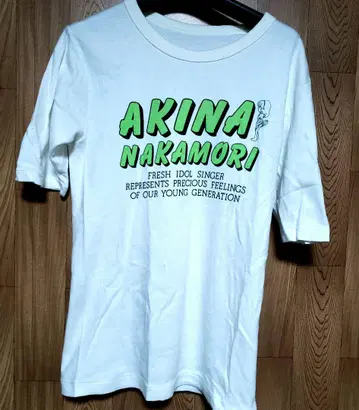 AKINA
NAKAMORI
FRESH IDOL SINGER
REPRESENTS PRECIOUS FEELINGS
OF OUR YOUNG GENERATION